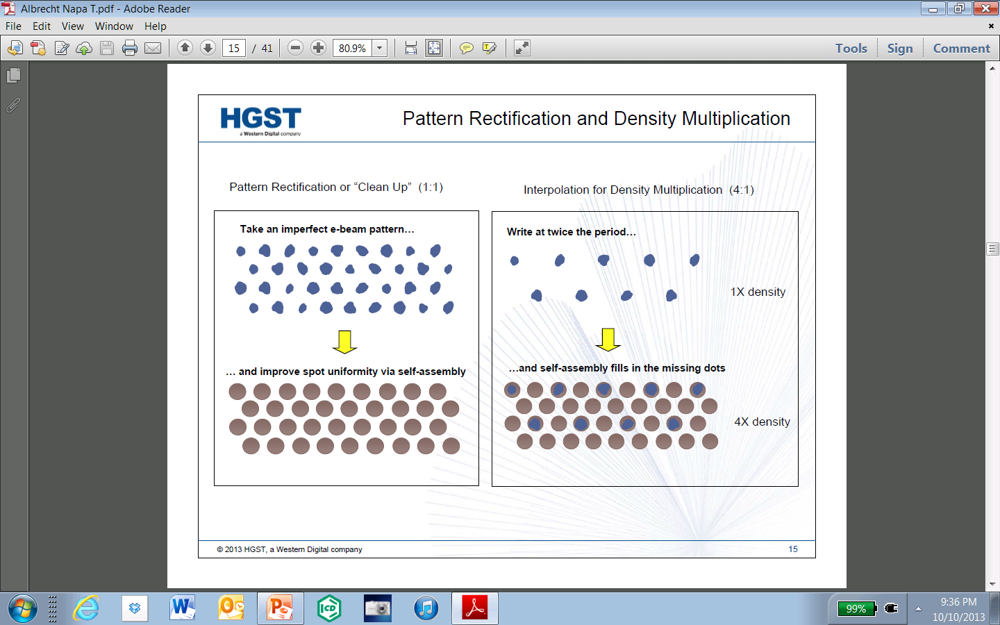 Albrecht Napa T.pdf - Adobe Reader
File Edit View Window Help
15 / 41 80.9% Tools Sign Comment
HGST
a Western Digital company
Pattern Rectification and Density Multiplication
Pattern Rectification or “Clean Up” (1:1)
Take an imperfect e-beam pattern…
… and improve spot uniformity via self-assembly
Interpolation for Density Multiplication (4:1)
Write at twice the period…
1X density
…and self-assembly fills in the missing dots
4X density
© 2013 HGST, a Western Digital company
15
W O P ICD
99%
9:36 PM
10/10/2013